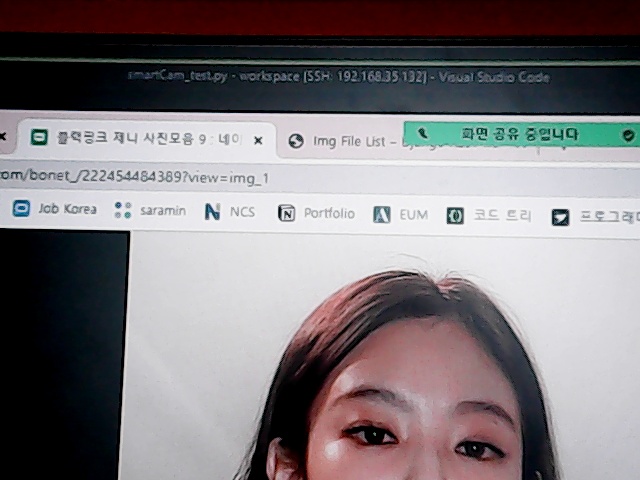 smartCam_test.py - workspace [SSH: 192.168.35.132] - Visual Studio Code
블랙핑크 제니 사진모음 9 : 네이
Img File List –
화면 공유 중입니다
om/bonet_/222454484389?view=img_1
Job Korea saramin NCS Portfolio EUM 코드 트리 프로그래머